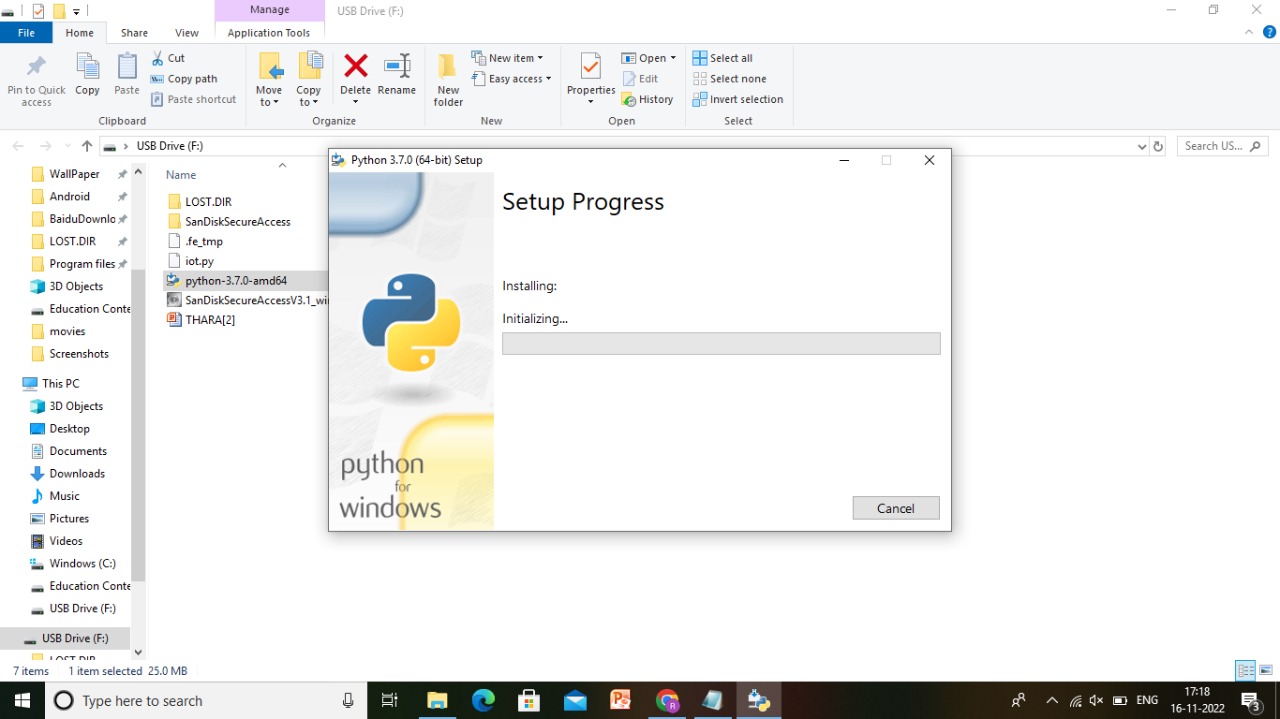 Manage
USB Drive (F:)
File
Home
Share
View
Application Tools
Pin to Quick access
Copy
Paste
Cut
Copy path
Paste shortcut
Clipboard
Move to
Copy to
Delete
Rename
Organize
New folder
New item
Easy access
New
Properties
Open
Edit
History
Open
Select all
Select none
Invert selection
Select
USB Drive (F:)
Search US...
WallPaper
Android
BaiduDownlo
LOST.DIR
Program files
3D Objects
Education Conte
movies
Screenshots
This PC
3D Objects
Desktop
Documents
Downloads
Music
Pictures
Videos
Windows (C:)
Education Conte
USB Drive (F:)
USB Drive (F:)
LOST.DIR
Name
LOST.DIR
SanDiskSecureAccess
.fe_tmp
iot.py
python-3.7.0-amd64
SanDiskSecureAccessV3.1_wi
THARA[2]
Python 3.7.0 (64-bit) Setup
Setup Progress
Installing:
Initializing...
python
for
windows
Cancel
7 items
1 item selected 25.0 MB
Type here to search
ENG
17:18
16-11-2022
3